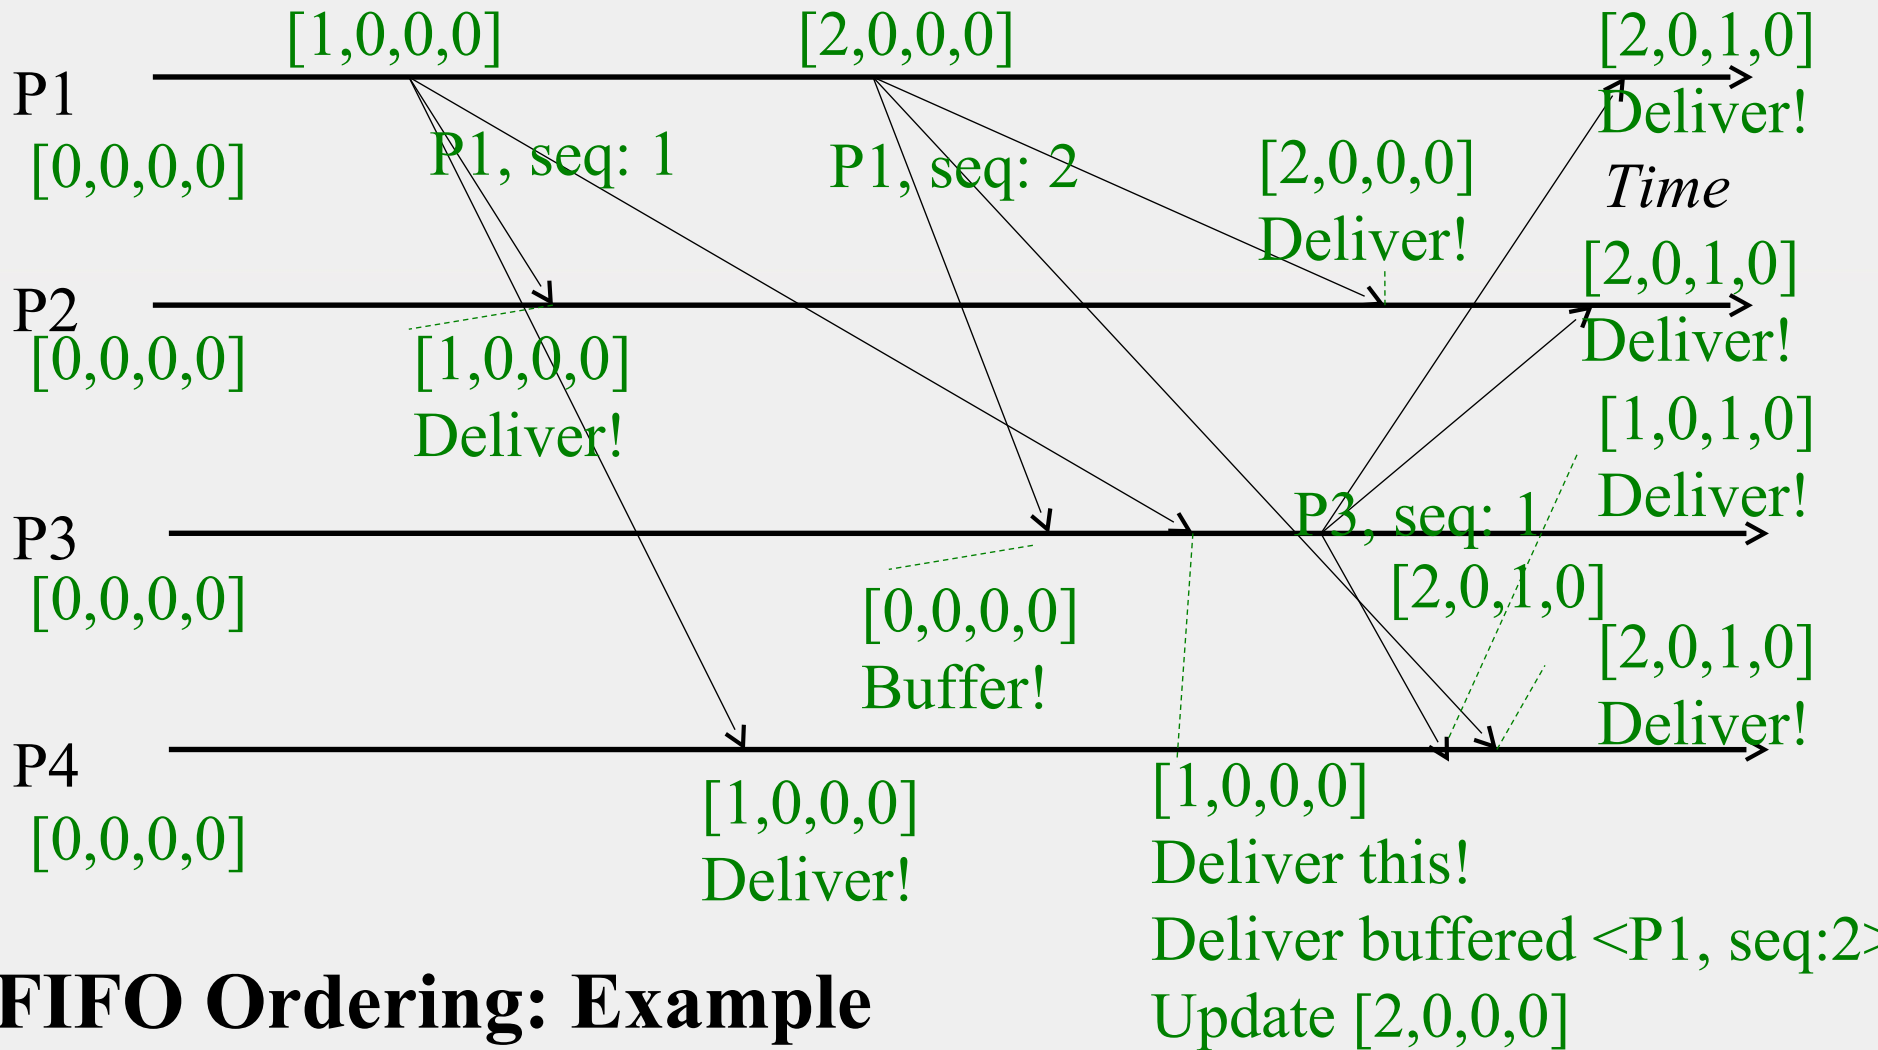 [1,0,0,0]
[2,0,0,0]
[2,0,1,0]
P1
Deliver!
[0,0,0,0]
P1, seq: 1
P1, seq: 2
[2,0,0,0]
Deliver!
Time
[2,0,1,0]
Deliver!
P2
[0,0,0,0]
[1,0,0,0]
Deliver!
[1,0,1,0]
Deliver!
P3
[0,0,0,0]
P3, seq: 1
[2,0,1,0]
[0,0,0,0]
Buffer!
[2,0,1,0]
Deliver!
P4
[0,0,0,0]
[1,0,0,0]
Deliver!
[1,0,0,0]
Deliver this!
Deliver buffered <P1, seq:2>
Update [2,0,0,0]
FIFO Ordering: Example